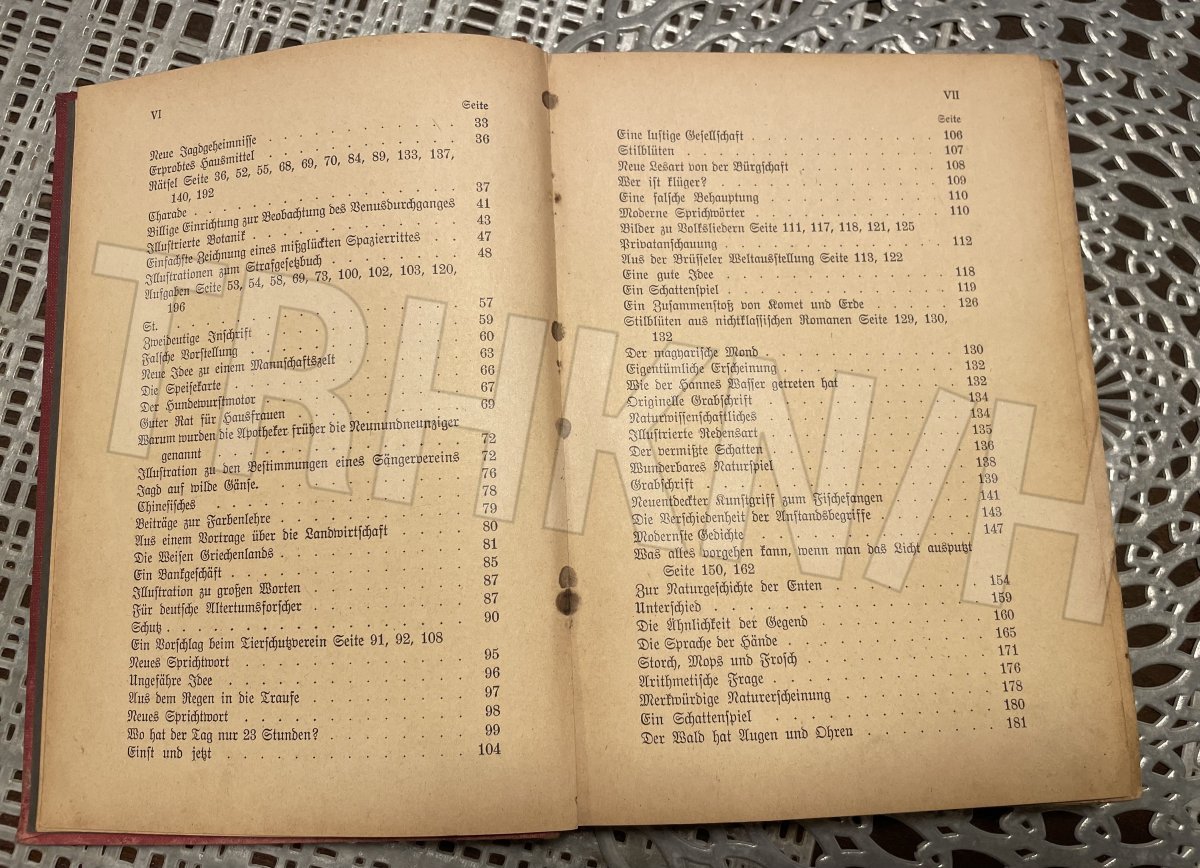 VI
Seite
Neue Jagdgeheimnisse . . . . . . . . . . 33
Erprobtes Hausmittel . . . . . . . . . . 36
Rätsel Seite 36, 52, 55, 68, 69, 70, 84, 89, 133, 137,
140, 192
Charade . . . . . . . . . . 37
Billige Einrichtung zur Beobachtung des Venusdurchganges 41
Illustrierte Botanik . . . . . . . . . . 43
Einfachste Zeichnung eines mißglückten Spazierrittes . . 47
Illustrationen zum Strafgesetzbuch . . . . . . . . 48
Aufgaben Seite 53, 54, 58, 69, 73, 100, 102, 103, 120,
196
St. . . . . . . . . . . 57
Zweideutige Inschrift . . . . . . . . . . 59
Falsche Vorstellung . . . . . . . . . . 60
Neue Idee zu einem Mannschaftszelt . . . . . . . . 63
Die Speisekarte . . . . . . . . . . 66
Der Hundewurstmotor . . . . . . . . . . 67
Guter Rat für Hausfrauen . . . . . . . . . . 69
Warum wurden die Apotheker früher die Neunundneunziger
genannt . . . . . . . . . . 72
Illustration zu den Bestimmungen eines Sängervereins 72
Jagd auf wilde Gänse. . . . . . . . . . 76
Chinesisches . . . . . . . . . . 78
Beiträge zur Farbenlehre . . . . . . . . . . 79
Aus einem Vortrage über die Landwirtschaft . . . . 80
Die Weisen Griechenlands . . . . . . . . . . 81
Ein Bankgeschäft . . . . . . . . . . 85
Illustration zu großen Worten . . . . . . . . . . 87
Für deutsche Altertumsforscher . . . . . . . . . . 87
Schutz . . . . . . . . . . 90
Ein Vorschlag beim Tierschutzverein Seite 91, 92, 108
Neues Sprichtwort . . . . . . . . . . 95
Ungefähre Idee . . . . . . . . . . 96
Aus dem Regen in die Traufe . . . . . . . . . . 97
Neues Sprichtwort . . . . . . . . . . 98
Wo hat der Tag nur 23 Stunden? . . . . . . . . 99
Einst und jetzt . . . . . . . . . . 104
VII
Seite
Eine lustige Gesellschaft . . . . . . . . . . 106
Stilblüten . . . . . . . . . . 107
Neue Lesart von der Bürgschaft . . . . . . . . 108
Wer ist klüger? . . . . . . . . . . 109
Eine falsche Behauptung . . . . . . . . . . 110
Moderne Sprichwörter . . . . . . . . . . 110
Bilder zu Volksliedern Seite 111, 117, 118, 121, 125
Privatanschauung . . . . . . . . . . 112
Aus der Brüsseler Weltausstellung Seite 113, 122
Eine gute Idee . . . . . . . . . . 118
Ein Schattenspiel . . . . . . . . . . 119
Ein Zusammenstoß von Komet und Erde . . . . . . 126
Stilblüten aus nichtklassischen Romanen Seite 129, 130,
132
Der magyarische Mond . . . . . . . . . . 130
Eigentümliche Erscheinung . . . . . . . . . . 132
Wie der Hannes Wasser getreten hat . . . . . . . . 132
Originelle Grabschrift . . . . . . . . . . 134
Naturwissenschaftliches . . . . . . . . . . 134
Illustrierte Redensart . . . . . . . . . . 135
Der vermißte Schatten . . . . . . . . . . 136
Wunderbares Naturspiel . . . . . . . . . . 138
Grabschrift . . . . . . . . . . 139
Neuentdeckter Kunstgriff zum Fischefangen . . . . 141
Die Verschiedenheit der Anstandsbegriffe . . . . . . 143
Modernste Gedichte . . . . . . . . . . 147
Was alles vorgehen kann, wenn man das Licht ausputzt
Seite 150, 162
Zur Naturgeschichte der Enten . . . . . . . . . . 154
Unterschied . . . . . . . . . . 159
Die Ähnlichkeit der Gegend . . . . . . . . . . 160
Die Sprache der Hände . . . . . . . . . . 165
Storch, Mops und Frosch . . . . . . . . . . 171
Arithmetische Frage . . . . . . . . . . 176
Merkwürdige Naturerscheinung . . . . . . . . . . 178
Ein Schattenspiel . . . . . . . . . . 180
Der Wald hat Augen und Ohren . . . . . . . . 181
TRHKNIH